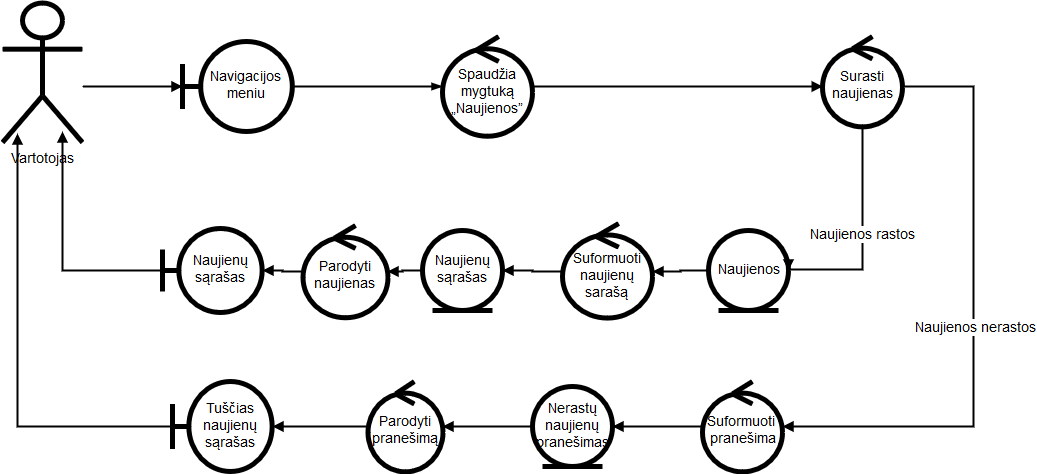 Vartotojas
Navigacijos
meniu
Spaudžia
mygtuką
„Naujienos”
Surasti
naujienas
Naujienos rastos
Naujienos
Suformuoti
naujienų
sarašą
Naujienų
sąrašas
Parodyti
naujienas
Naujienų
sąrašas
Naujienos nerastos
Suformuoti
pranešima
Nerastų
naujienų
pranešimas
Parodyti
pranešimą
Tuščias
naujienų
sąrašas